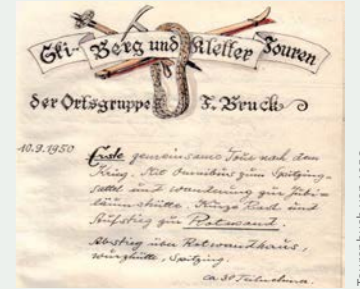 Ski- Berg und Kletter Touren
der Ortsgruppe F. Bruck
10.9.1950 Erste gemeinsame Tour nach dem
Krieg. Mit Omnibus zum Spitzing-
sattel und wanderung zur Jubi-
läumshütte. Kurze Rast und
Aufstieg zur Rotwand.
Abstieg über Rotwandhaus,
wurzhütte, Spitzing.
ca 30 Teilnehmer.